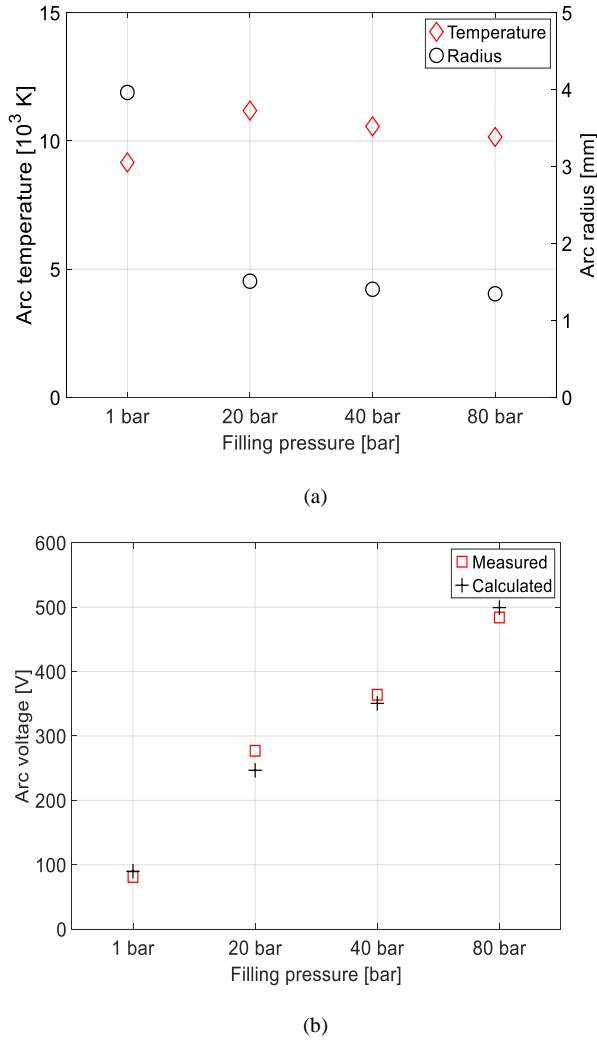 15
10
5
0
Arc temperature [10³ K]
Temperature
Radius
5
4
3
2
1
0
Arc radius [mm]
1 bar 20 bar 40 bar 80 bar
Filling pressure [bar]
(a)
600
500
400
300
200
100
0
Arc voltage [V]
Measured
Calculated
1 bar 20 bar 40 bar 80 bar
Filling pressure [bar]
(b)